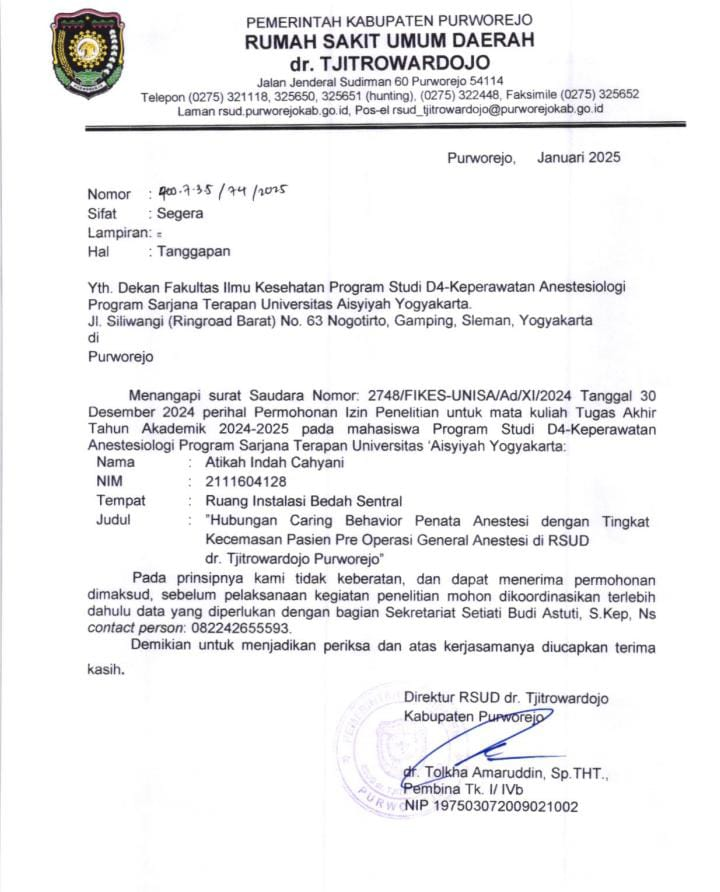 PEMERINTAH KABUPATEN PURWOREJO
RUMAH SAKIT UMUM DAERAH
dr. TJITROWARDOJO
Jalan Jenderal Sudirman 60 Purworejo 54114
Telepon (0275) 321118, 325650, 325651 (hunting), (0275) 322448, Faksimile (0275) 325652
Laman rsud.purworejokab.go.id, Pos-el rsud_tjitrowardojo@purworejokab.go.id
Purworejo, Januari 2025
Nomor : 400.7.35 / 74 / 2025
Sifat : Segera
Lampiran: =
Hal : Tanggapan
Yth. Dekan Fakultas Ilmu Kesehatan Program Studi D4-Keperawatan Anestesiologi
Program Sarjana Terapan Universitas Aisyiyah Yogyakarta.
Jl. Siliwangi (Ringroad Barat) No. 63 Nogotirto, Gamping, Sleman, Yogyakarta
di
Purworejo
Menangapi surat Saudara Nomor: 2748/FIKES-UNISA/Ad/XI/2024 Tanggal 30
Desember 2024 perihal Permohonan Izin Penelitian untuk mata kuliah Tugas Akhir
Tahun Akademik 2024-2025 pada mahasiswa Program Studi D4-Keperawatan
Anestesiologi Program Sarjana Terapan Universitas ‘Aisyiyah Yogyakarta:
Nama : Atikah Indah Cahyani
NIM : 2111604128
Tempat : Ruang Instalasi Bedah Sentral
Judul : ”Hubungan Caring Behavior Penata Anestesi dengan Tingkat
Kecemasan Pasien Pre Operasi General Anestesi di RSUD
dr. Tjitrowardojo Purworejo”
Pada prinsipnya kami tidak keberatan, dan dapat menerima permohonan
dimaksud, sebelum pelaksanaan kegiatan penelitian mohon dikoordinasikan terlebih
dahulu data yang diperlukan dengan bagian Sekretariat Setiati Budi Astuti, S.Kep, Ns
contact person: 082242655593.
Demikian untuk menjadikan periksa dan atas kerjasamanya diucapkan terima
kasih.
Direktur RSUD dr. Tjitrowardojo
Kabupaten Purworejo
dr. Tolkha Amaruddin, Sp.THT.,
Pembina Tk. I/ IVb
NIP 197503072009021002